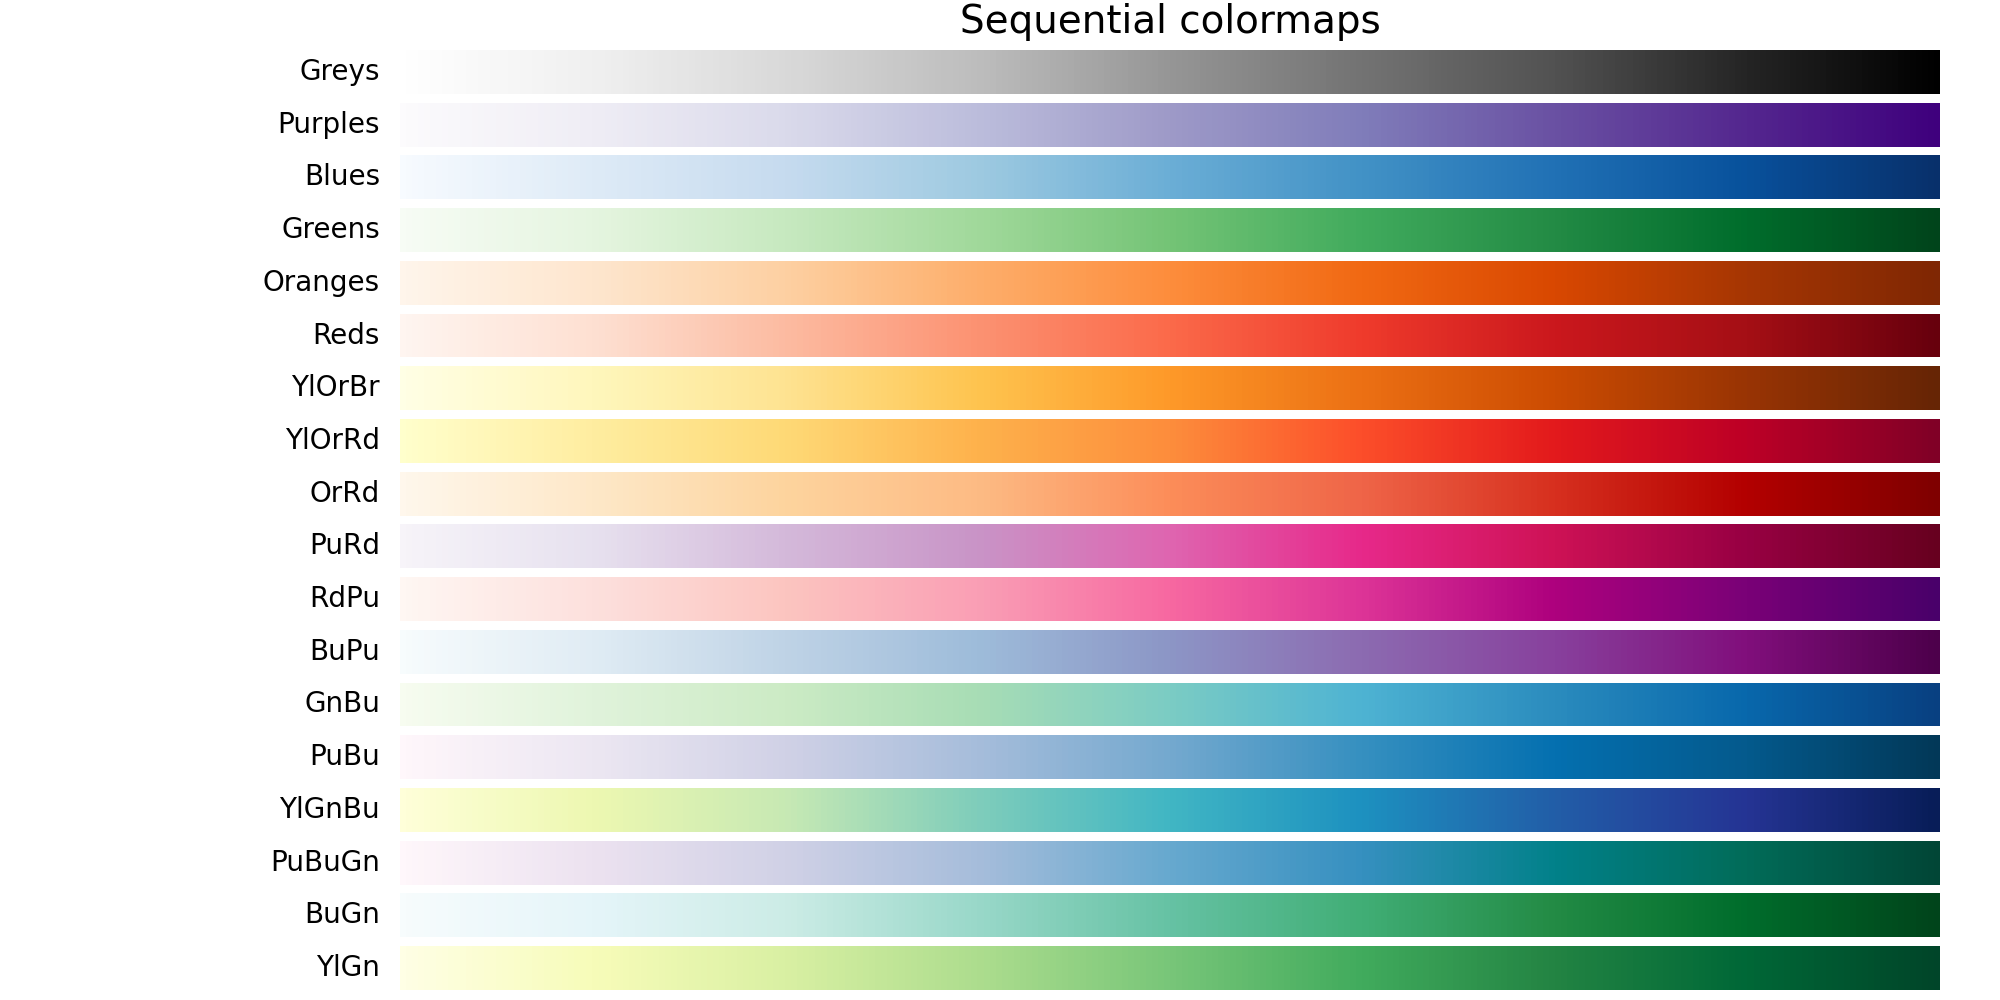 Sequential colormaps
Greys
Purples
Blues
Greens
Oranges
Reds
YlOrBr
YlOrRd
OrRd
PuRd
RdPu
BuPu
GnBu
PuBu
YlGnBu
PuBuGn
BuGn
YlGn